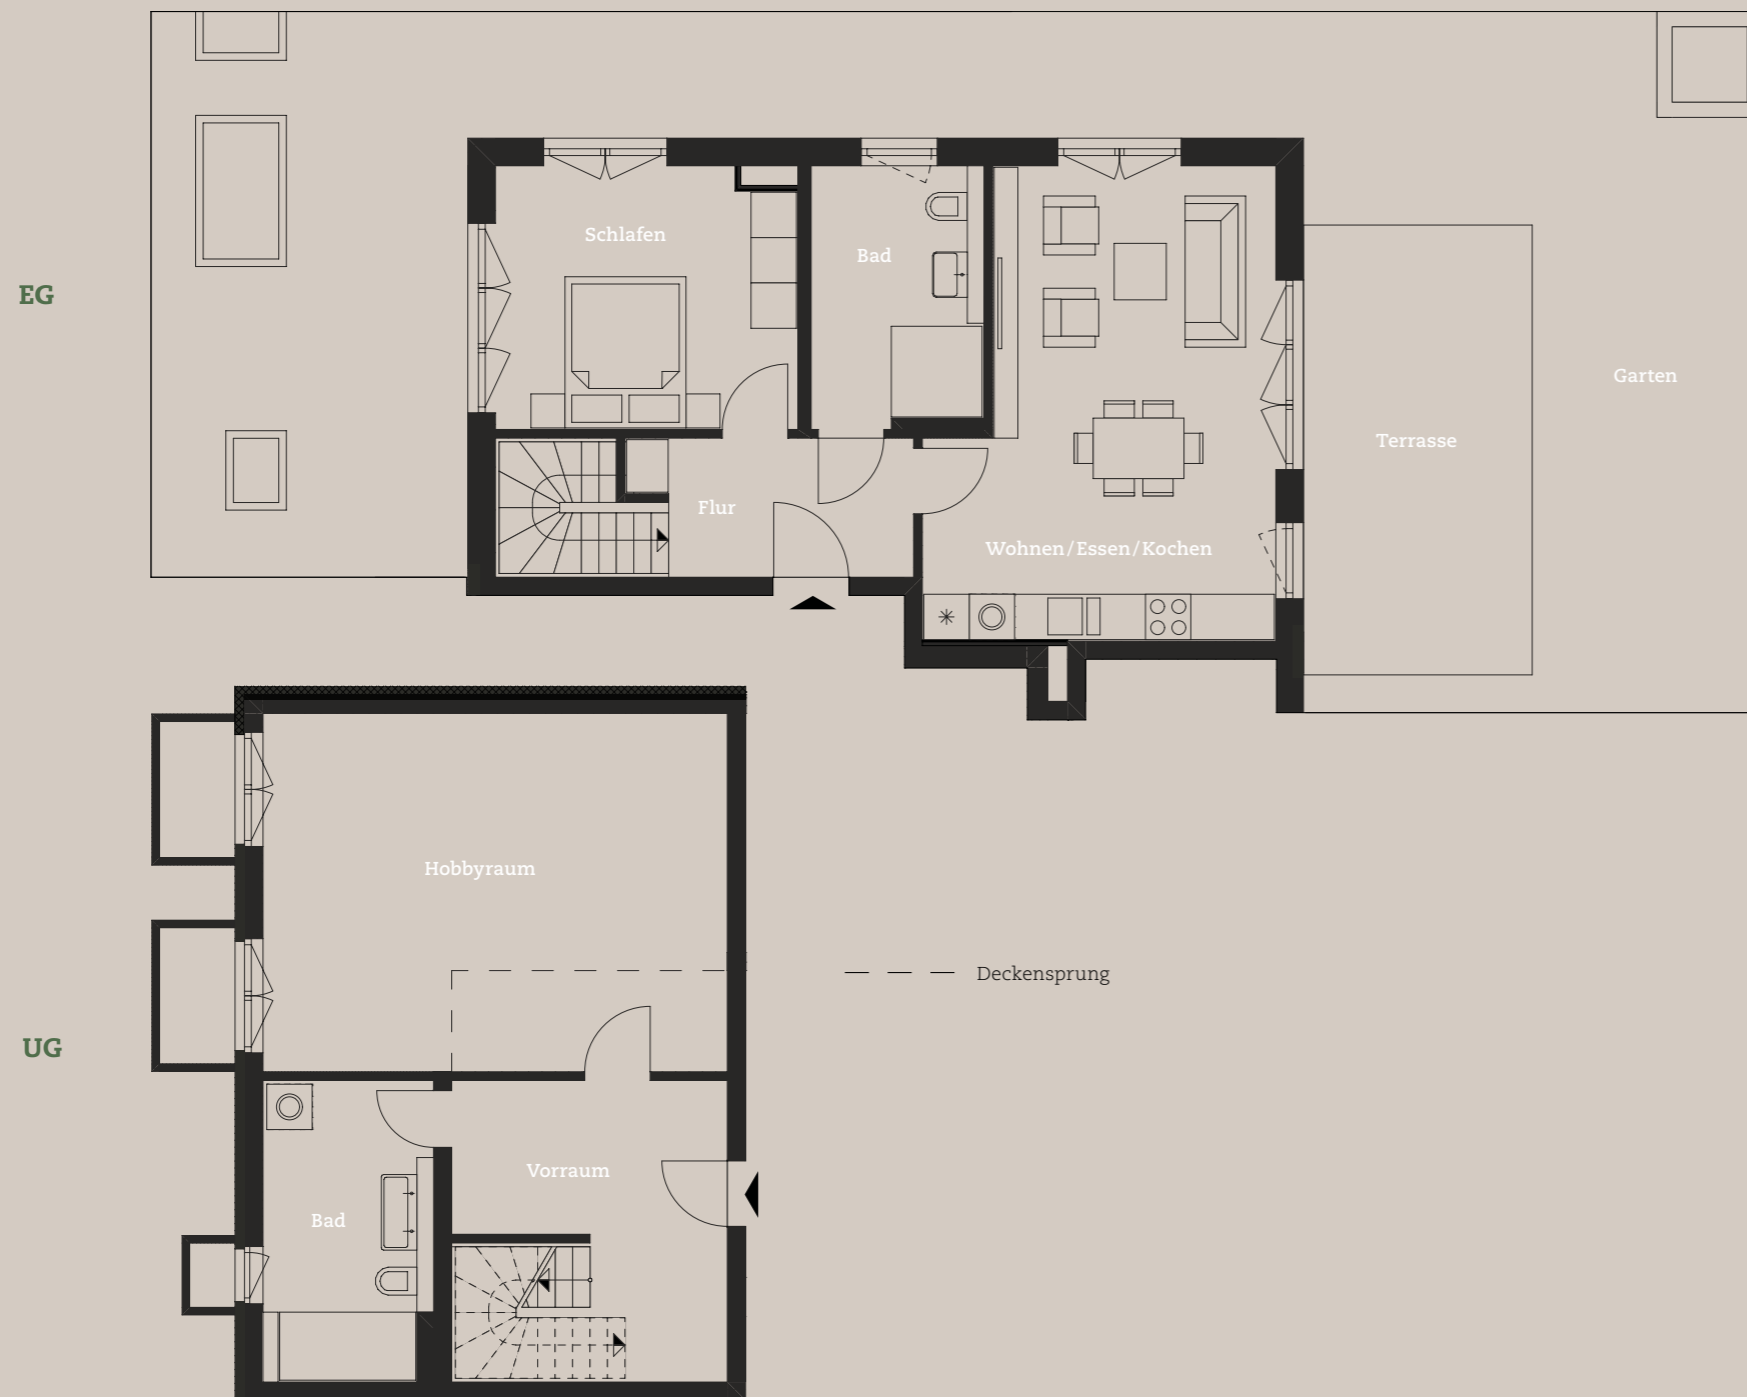 Schlafen
Bad
EG
Garten
Terrasse
Flur
Wohnen/Essen/Kochen
Hobbyraum
Deckensprung
UG
Vorraum
Bad